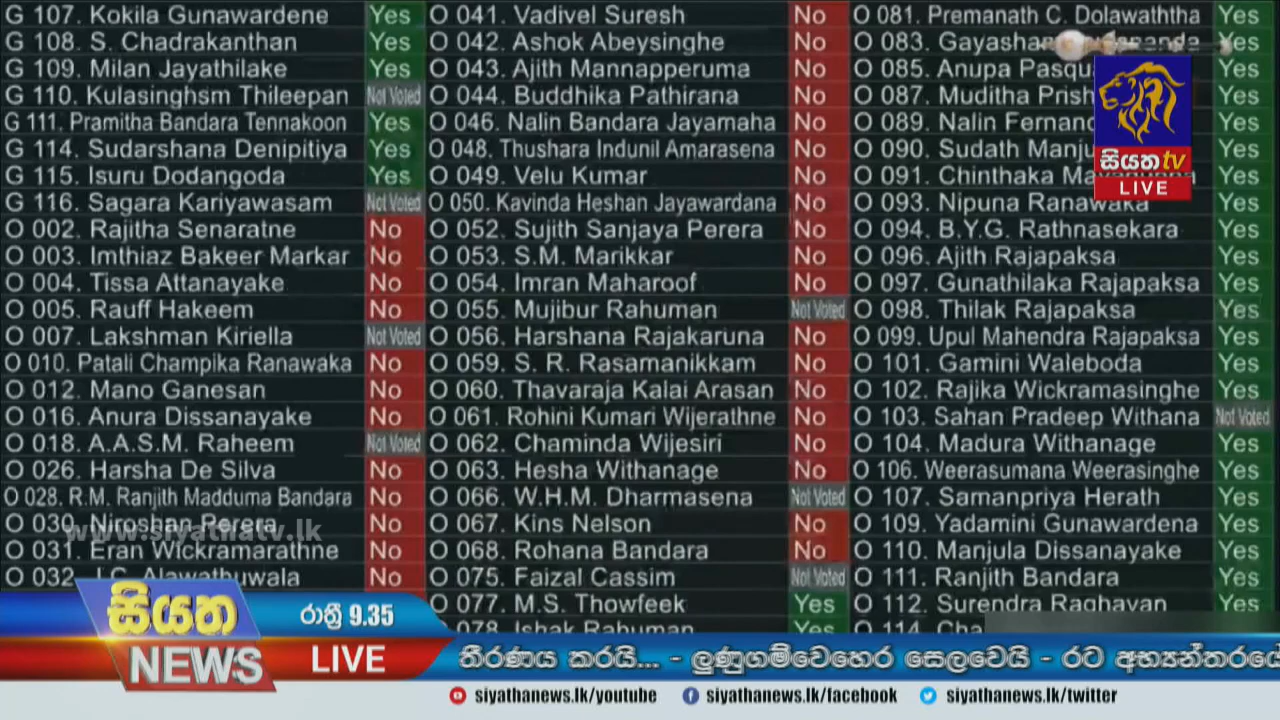 G 107. Kokila Gunawardene Yes
G 108. S. Chadrakanthan Yes
G 109. Milan Jayathilake Yes
G 110. Kulasinghsm Thileepan Not Voted
G 111. Pramitha Bandara Tennakoon Yes
G 114. Sudarshana Denipitiya Yes
G 115. Isuru Dodangoda Yes
G 116. Sagara Kariyawasam Not Voted
O 002. Rajitha Senaratne No
O 003. Imthiaz Bakeer Markar No
O 004. Tissa Attanayake No
O 005. Rauff Hakeem No
O 007. Lakshman Kiriella Not Voted
O 010. Patali Champika Ranawaka No
O 012. Mano Ganesan No
O 016. Anura Dissanayake No
O 018. A.A.S.M. Raheem Not Voted
O 026. Harsha De Silva No
O 028. R.M. Ranjith Madduma Bandara No
O 030. Niroshan Perera No
O 031. Eran Wickramarathne No
O 032. J.C. Alawathuwala No
O 041. Vadivel Suresh No
O 042. Ashok Abeysinghe No
O 043. Ajith Mannapperuma No
O 044. Buddhika Pathirana No
O 046. Nalin Bandara Jayamaha No
O 048. Thushara Indunil Amarasena No
O 049. Velu Kumar No
O 050. Kavinda Heshan Jayawardana No
O 052. Sujith Sanjaya Perera No
O 053. S.M. Marikkar No
O 054. Imran Maharoof No
O 055. Mujibur Rahuman Not Voted
O 056. Harshana Rajakaruna No
O 059. S. R. Rasamanikkam No
O 060. Thavaraja Kalai Arasan No
O 061. Rohini Kumari Wijerathne No
O 062. Chaminda Wijesiri No
O 063. Hesha Withanage No
O 066. W.H.M. Dharmasena Not Voted
O 067. Kins Nelson No
O 068. Rohana Bandara No
O 075. Faizal Cassim Not Voted
O 077. M.S. Thowfeek Yes
078. Ishak Rahuman Yes
O 081. Premanath C. Dolawaththa Yes
O 083. Yes
O 085. Anupa Yes
O 087. Muditha Yes
O 089. Nalin Yes
O 090. Sudath Yes
O 091. Chinthaka Yes
O 093. Nipuna Ranawaka Yes
O 094. B.Y.G. Rathnasekara Yes
O 096. Ajith Rajapaksa Yes
O 097. Gunathilaka Rajapaksa Yes
O 098. Thilak Rajapaksa Yes
O 099. Upul Mahendra Rajapaksa Yes
O 101. Gamini Waleboda Yes
O 102. Rajika Wickramasinghe Yes
O 103. Sahan Pradeep Withana Not Voted
O 104. Madura Withanage Yes
O 106. Weerasumana Weerasinghe Yes
O 107. Samanpriya Herath Yes
O 109. Yadamini Gunawardena Yes
O 110. Manjula Dissanayake Yes
O 111. Ranjith Bandara Yes
O 112. Surendra Raghavan Yes
O 114. Cha
සියත tv
LIVE
www.siyathatv.lk
සියත
NEWS
රාත්‍රී 9.35
LIVE
තීරණය කරයි... - ලුණුගම්වෙහෙර සෙලවෙයි - රට අභ්‍යන්තරයේ
siyathanews.lk/youtube siyathanews.lk/facebook siyathanews.lk/twitter